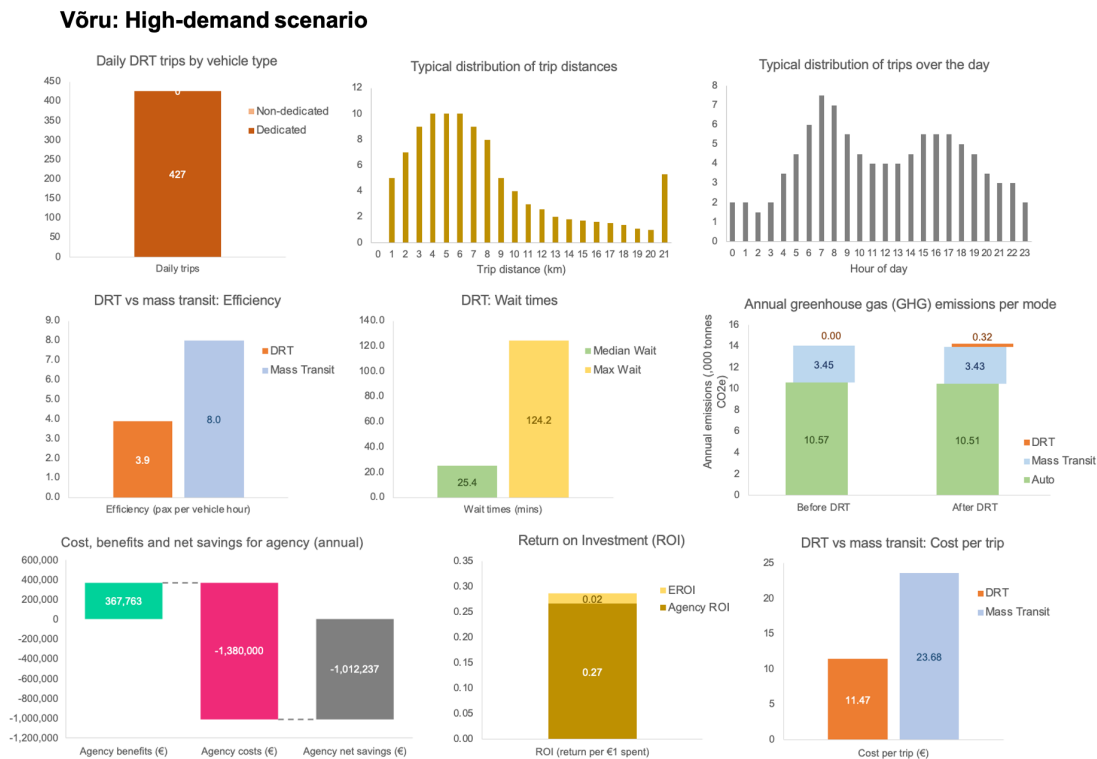 Võru: High-demand scenario
Daily DRT trips by vehicle type
450
400
350
300
250
200
150
100
50
0
0
427
Daily trips
Non-dedicated
Dedicated
Typical distribution of trip distances
12
10
8
6
4
2
0
0 1 2 3 4 5 6 7 8 9 10 11 12 13 14 15 16 17 18 19 20 21
Trip distance (km)
Typical distribution of trips over the day
8
7
6
5
4
3
2
1
0
0 1 2 3 4 5 6 7 8 9 10 11 12 13 14 15 16 17 18 19 20 21 22 23
Hour of day
DRT vs mass transit: Efficiency
9.0
8.0
7.0
6.0
5.0
4.0
3.0
2.0
1.0
0.0
3.9
8.0
Efficiency (pax per vehicle hour)
DRT
Mass Transit
DRT: Wait times
140.0
120.0
100.0
80.0
60.0
40.0
20.0
0.0
25.4
124.2
Wait times (mins)
Median Wait
Max Wait
Annual greenhouse gas (GHG) emissions per mode
Annual emissions (,000 tonnes
CO2e)
16
14
12
10
8
6
4
2
0
0.00
3.45
10.57
0.32
3.43
10.51
Before DRT
After DRT
DRT
Mass Transit
Auto
Cost, benefits and net savings for agency (annual)
600,000
400,000
200,000
0
-200,000
-400,000
-600,000
-800,000
-1,000,000
-1,200,000
367,763
-1,380,000
-1,012,237
Agency benefits (€)
Agency costs (€)
Agency net savings (€)
Return on Investment (ROI)
0.35
0.30
0.25
0.20
0.15
0.10
0.05
0.00
0.02
0.27
ROI (return per €1 spent)
EROI
Agency ROI
DRT vs mass transit: Cost per trip
25
20
15
10
5
0
11.47
23.68
Cost per trip (€)
DRT
Mass Transit